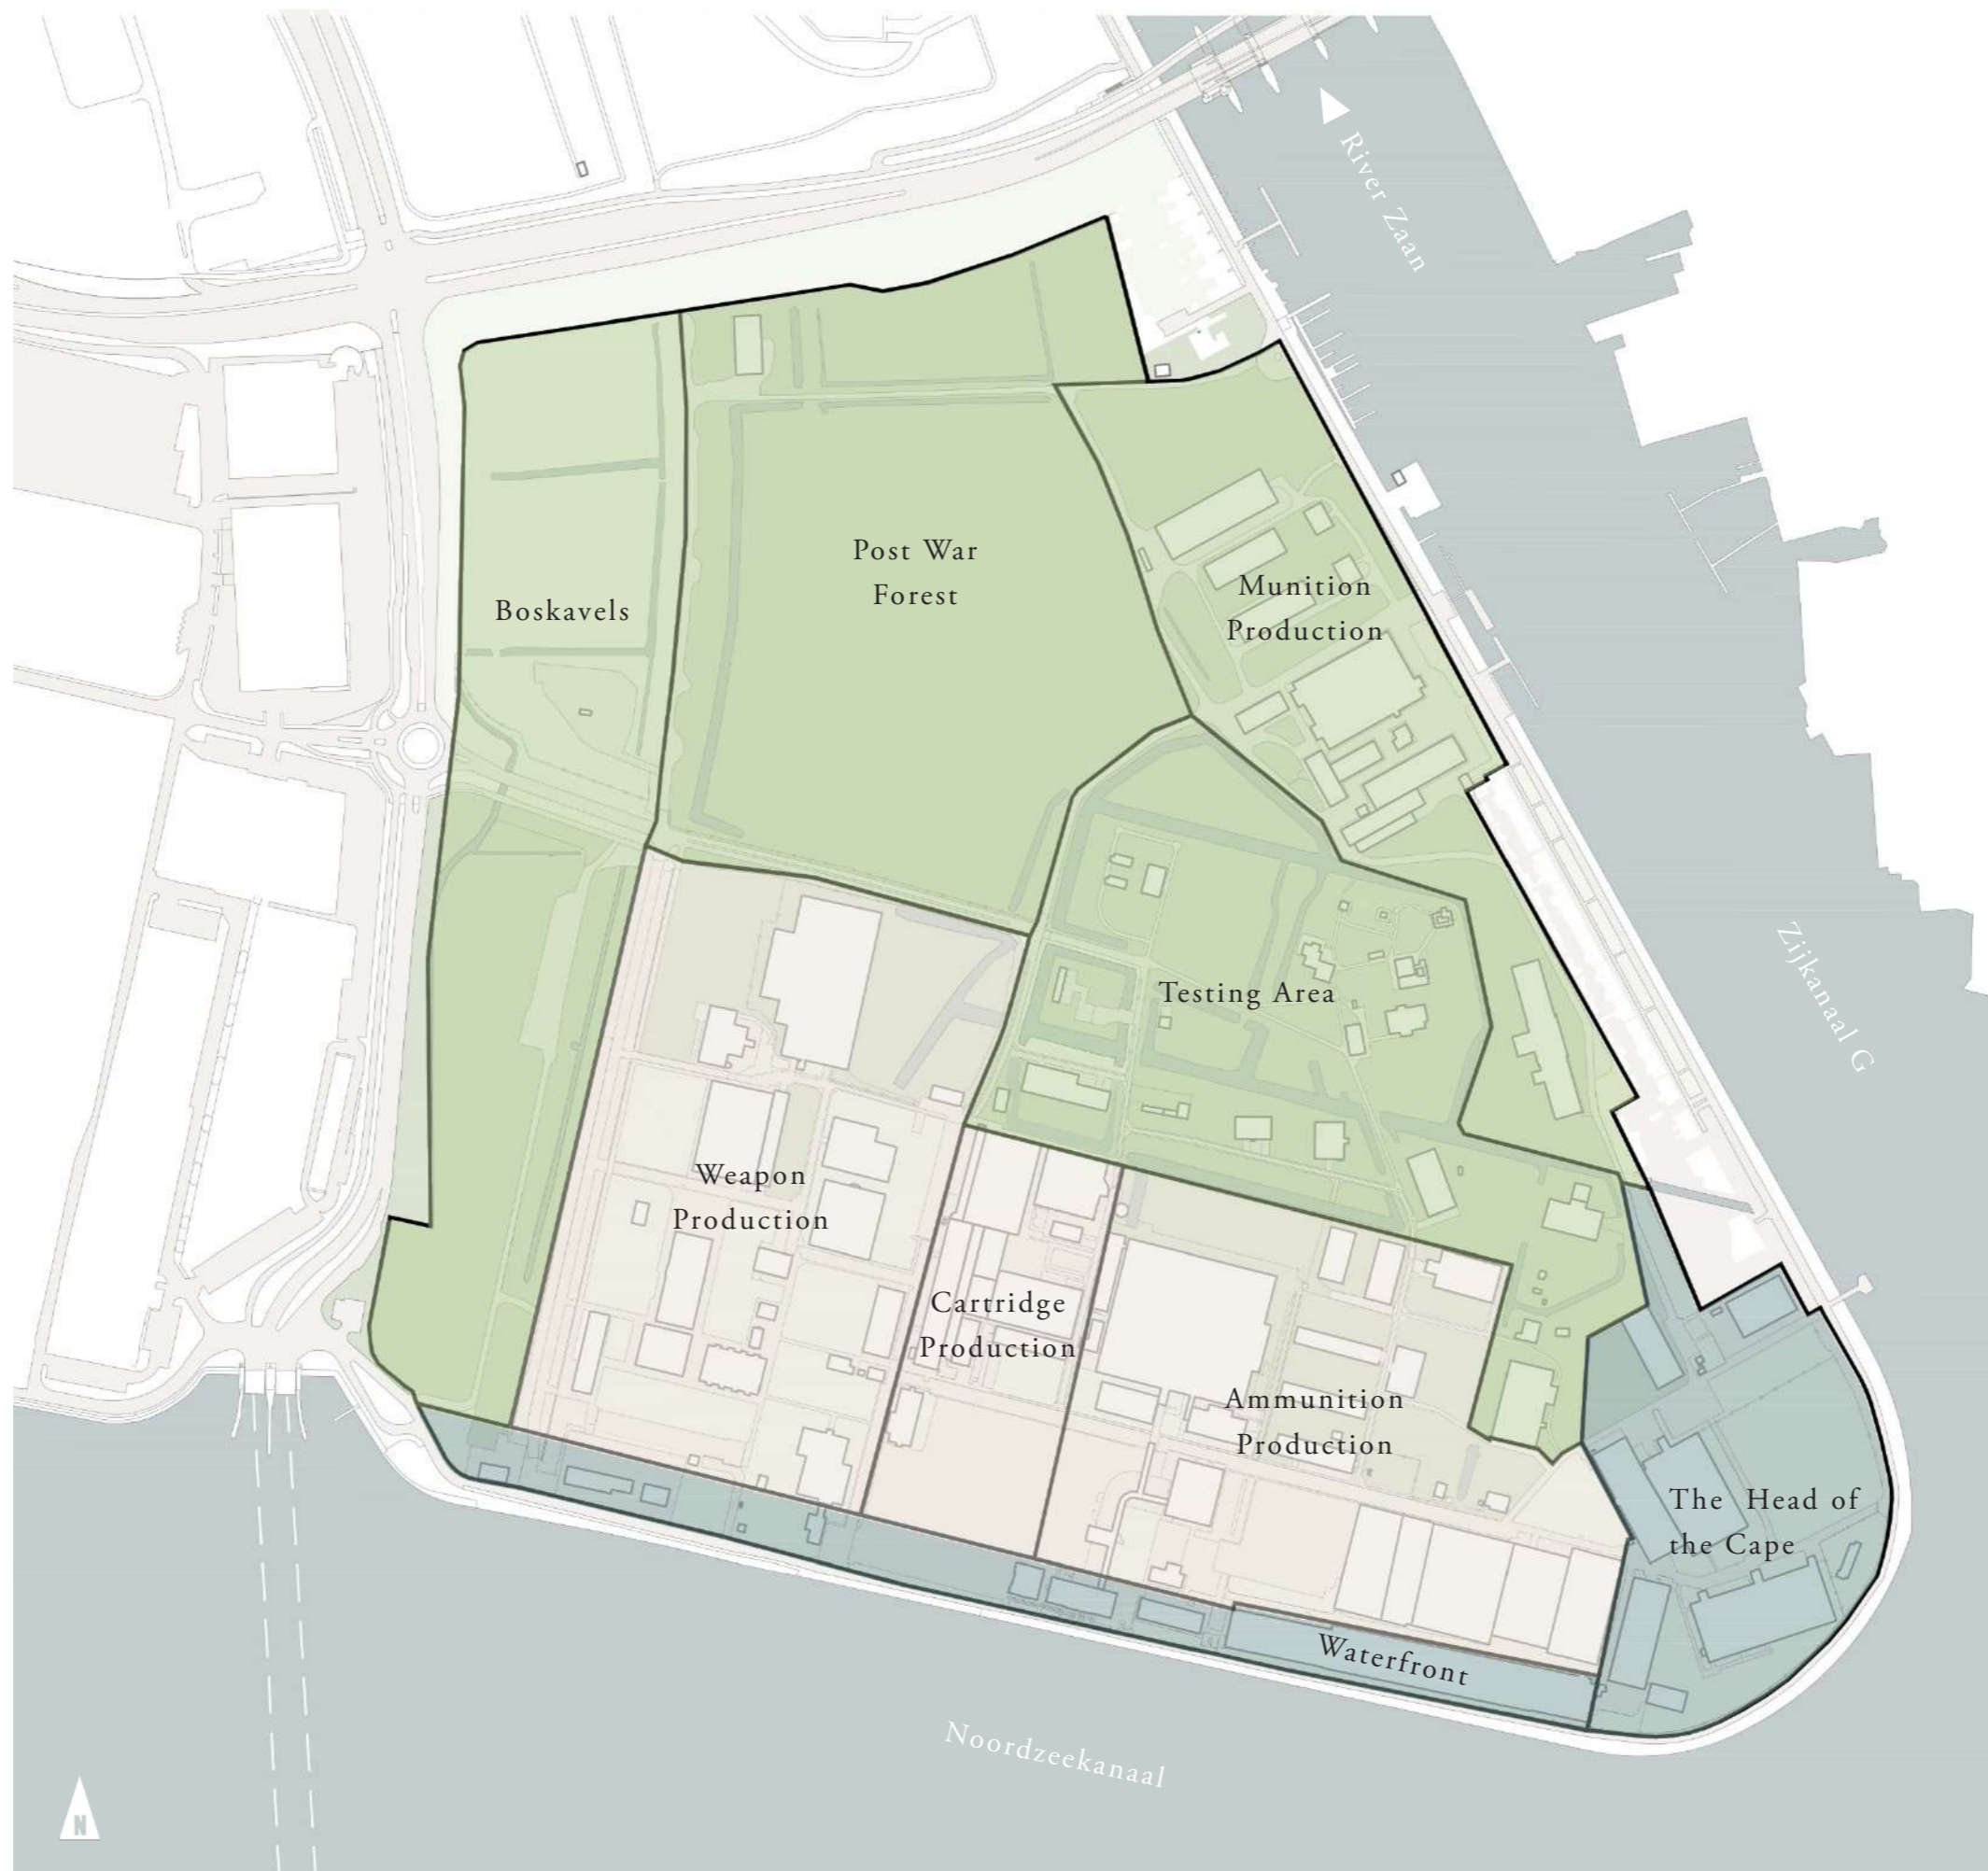 River Zaan
Post War
Forest
Boskavels
Munition
Production
Zijkanaal G
Testing Area
Weapon
Production
Cartridge
Production
Ammunition
Production
The Head of
the Cape
Waterfront
Noordzeekanaal
N